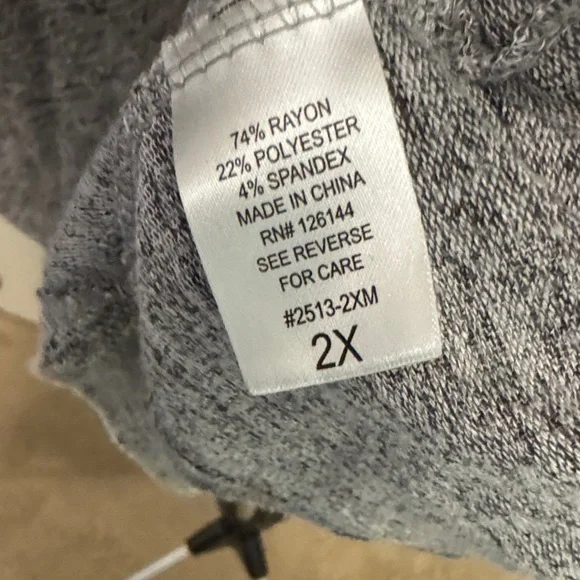 74% RAYON
22% POLYESTER
4% SPANDEX
MADE IN CHINA
RN# 126144
SEE REVERSE
FOR CARE
#2513-2XM
2X